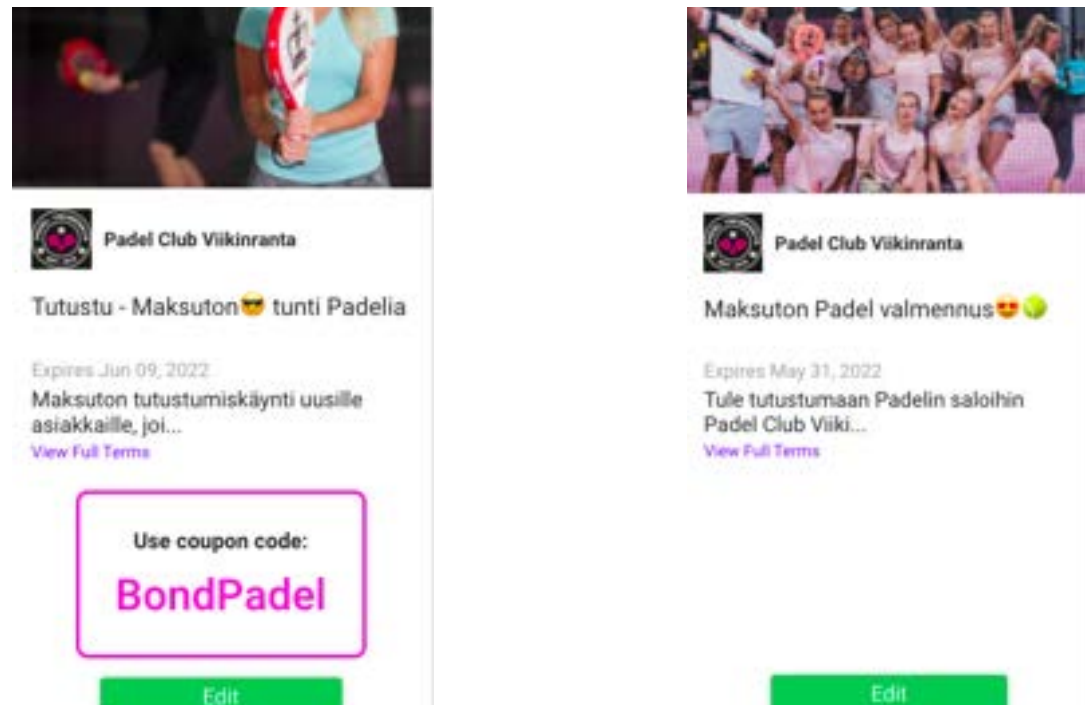 Padel Club Viikinranta
Tutustu - Maksuton😎 tunti Padelia
Expires Jun 09, 2022
Maksuton tutustumiskäynti uusille
asiakkaille, joi...
View Full Terms
Use coupon code:
BondPadel
Edit
Padel Club Viikinranta
Maksuton Padel valmennus😍🎾
Expires May 31, 2022
Tule tutustumaan Padelin saloihin
Padel Club Viiki...
View Full Terms
Edit